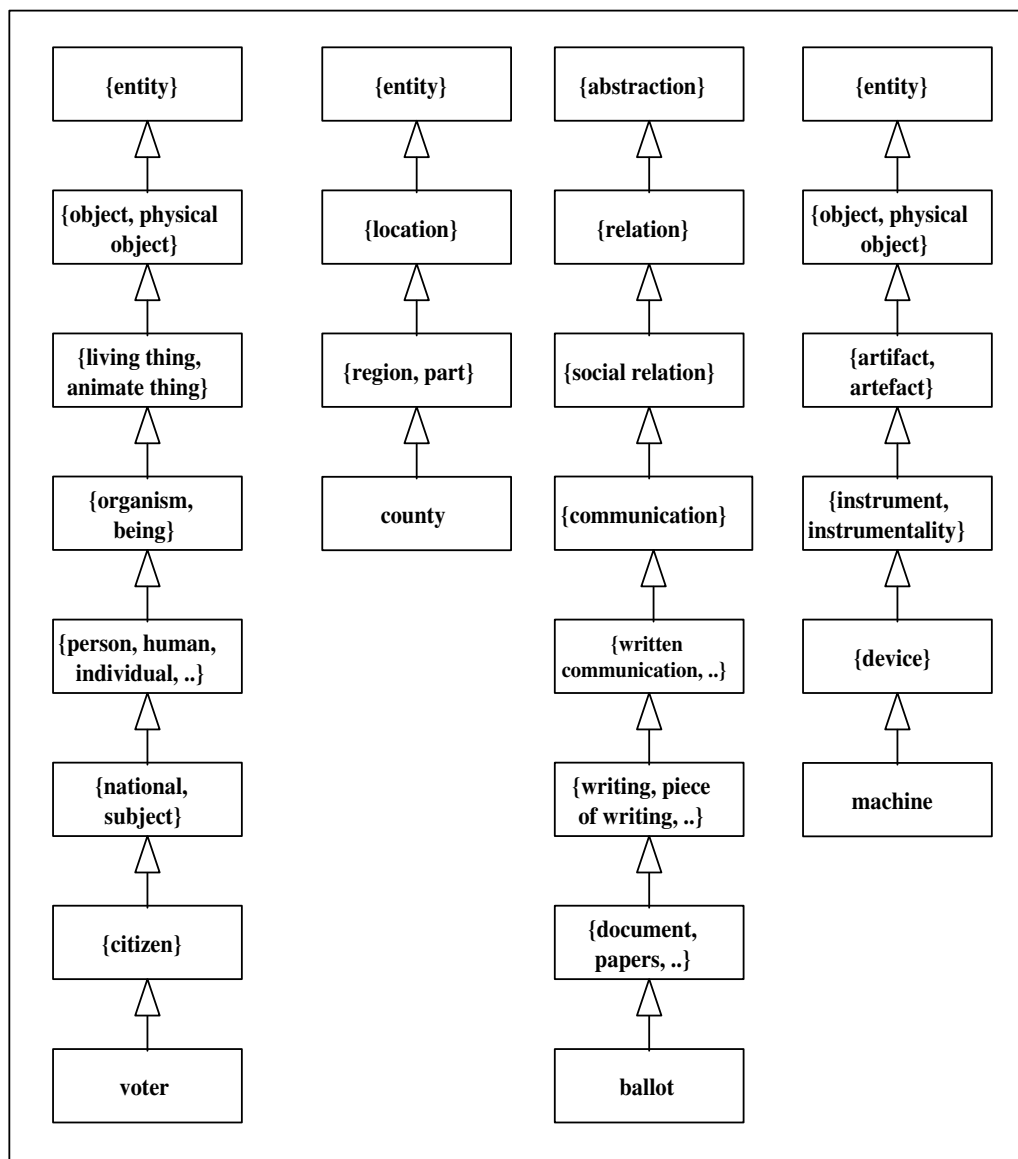 {entity}
{object, physical
object}
{living thing,
animate thing}
{organism,
being}
{person, human,
individual, ..}
{national,
subject}
{citizen}
voter
{entity}
{location}
{region, part}
county
{abstraction}
{relation}
{social relation}
{communication}
{written
communication, ..}
{writing, piece
of writing, ..}
{document,
papers, ..}
ballot
{entity}
{object, physical
object}
{artifact,
artefact}
{instrument,
instrumentality}
{device}
machine